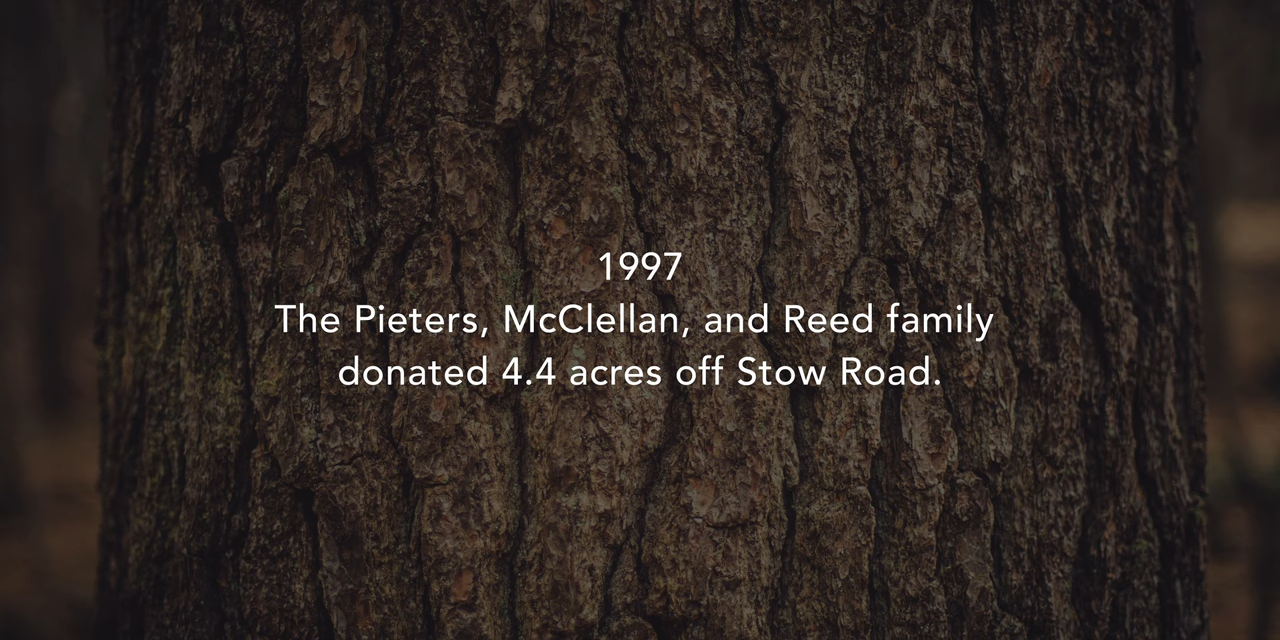 1997
The Pieters, McClellan, and Reed family
donated 4.4 acres off Stow Road.